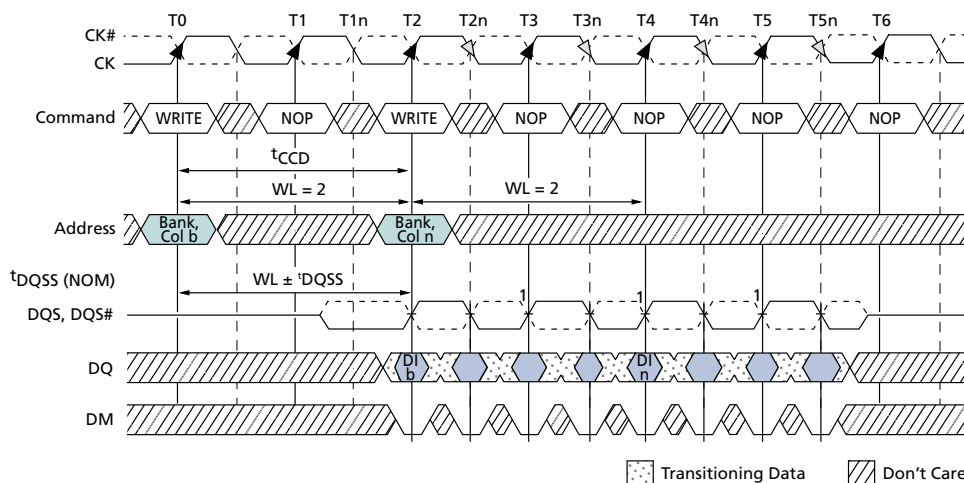 T0 T1 T1n T2 T2n T3 T3n T4 T4n T5 T5n T6
CK#
CK
Command WRITE NOP WRITE NOP NOP NOP NOP
tCCD
WL = 2 WL = 2
Address Bank, Col b Bank, Col n
tDQSS (NOM) WL ± tDQSS
1 1 1
DQS, DQS#
DQ DI b DI n
DM
Transitioning Data Don't Care